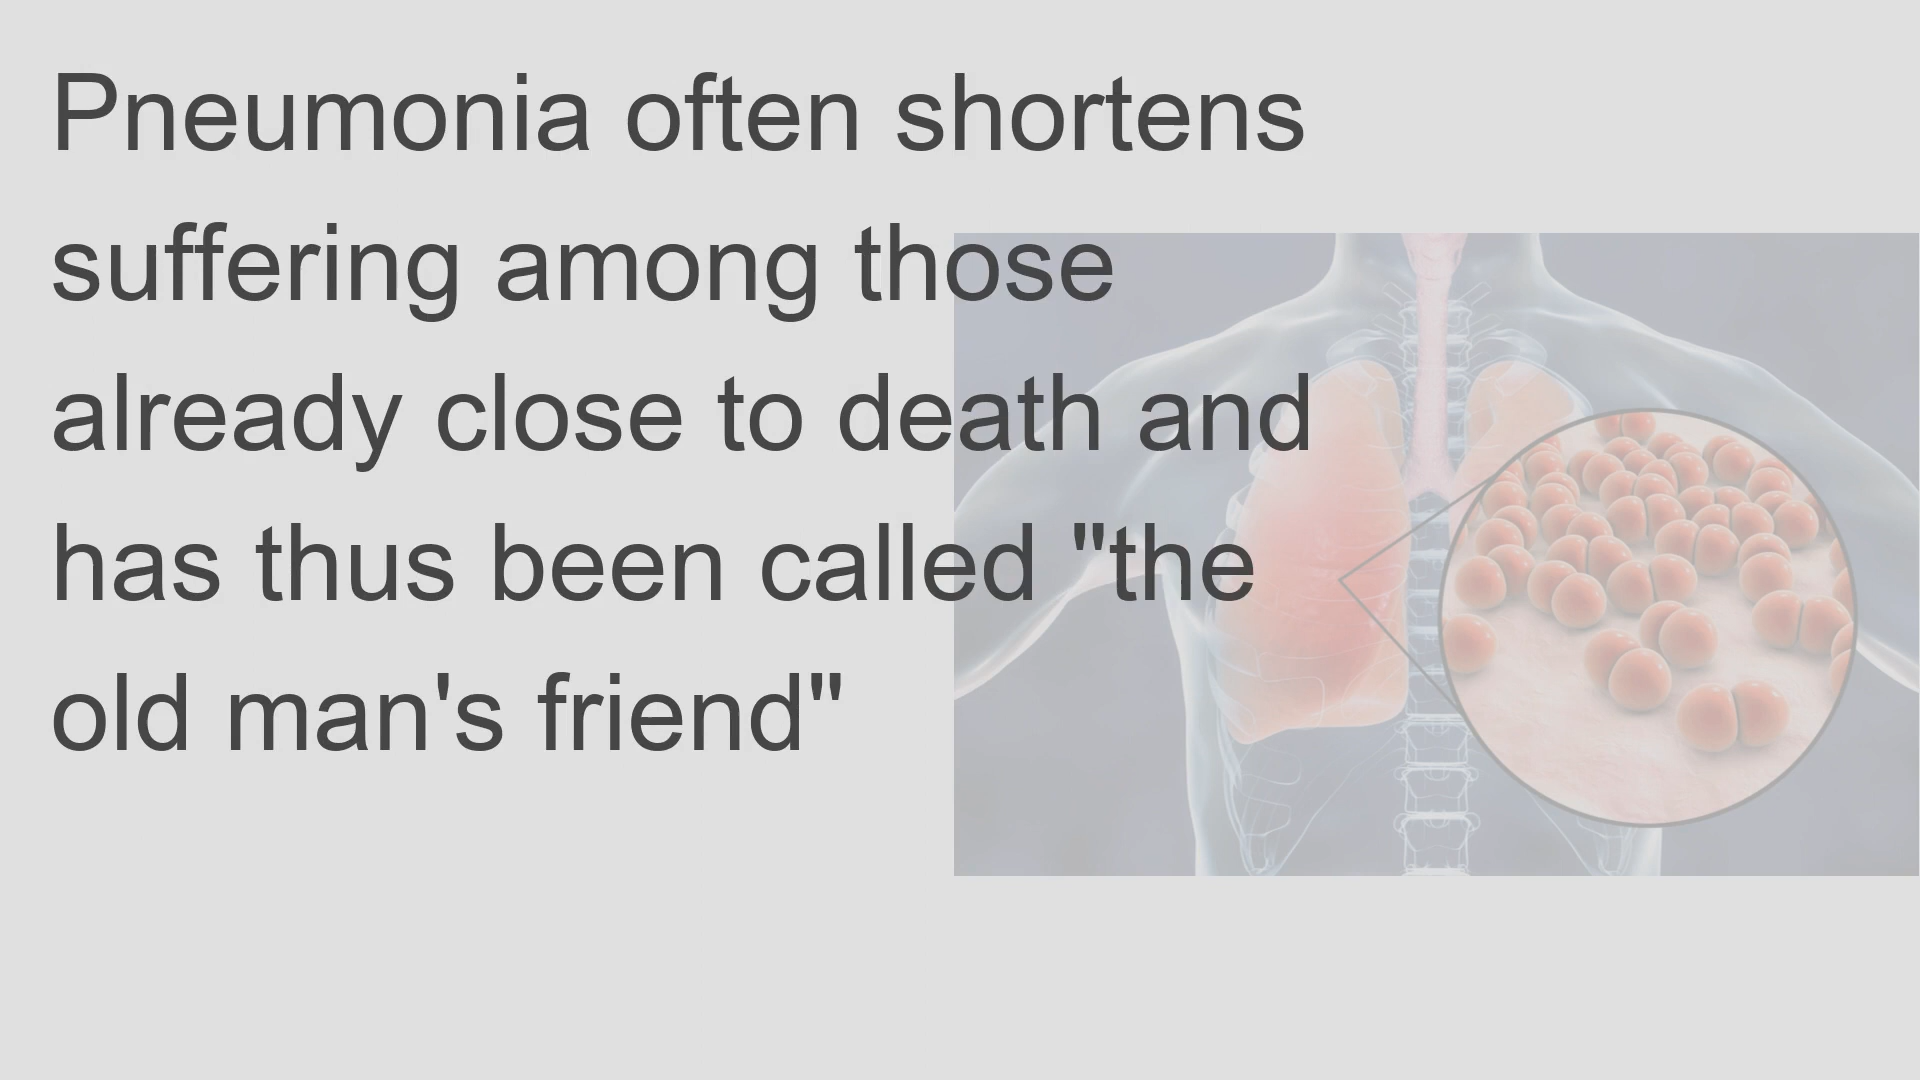 Pneumonia often shortens
suffering among those
already close to death and
has thus been called "the
old man's friend"